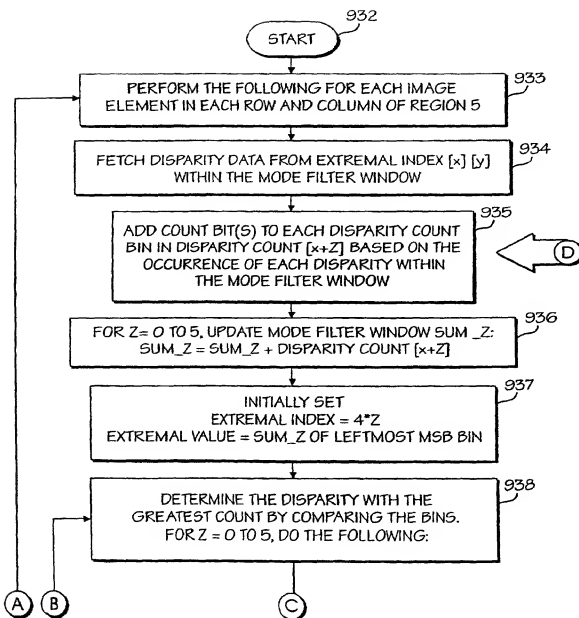 932
START
933
PERFORM THE FOLLOWING FOR EACH IMAGE
ELEMENT IN EACH ROW AND COLUMN OF REGION 5
934
FETCH DISPARITY DATA FROM EXTREMAL INDEX [x] [y]
WITHIN THE MODE FILTER WINDOW
935
ADD COUNT BIT(S) TO EACH DISPARITY COUNT
BIN IN DISPARITY COUNT [x+Z] BASED ON THE
OCCURRENCE OF EACH DISPARITY WITHIN
THE MODE FILTER WINDOW
D
936
FOR Z= 0 TO 5, UPDATE MODE FILTER WINDOW SUM _Z:
SUM_Z = SUM_Z + DISPARITY COUNT [x+Z]
937
INITIALLY SET
EXTREMAL INDEX = 4*Z
EXTREMAL VALUE = SUM_Z OF LEFTMOST MSB BIN
938
DETERMINE THE DISPARITY WITH THE
GREATEST COUNT BY COMPARING THE BINS.
FOR Z = 0 TO 5, DO THE FOLLOWING:
A B C